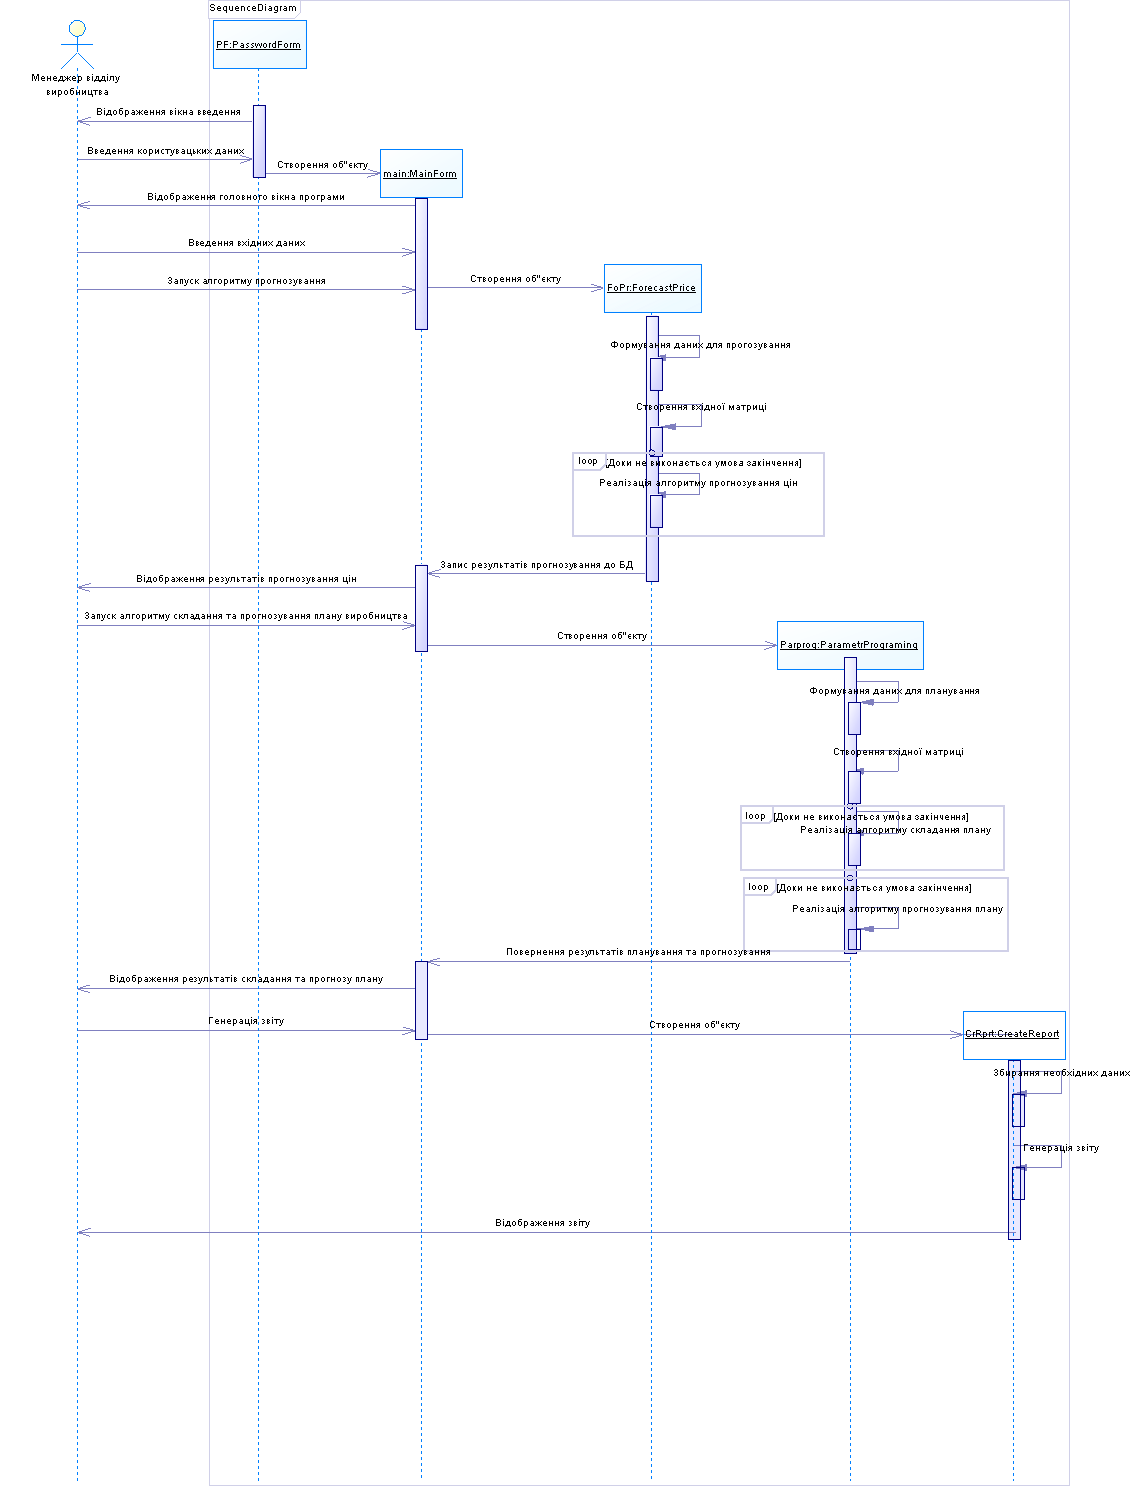 SequenceDiagram
PF:PasswordForm
Менеджер відділу
виробництва
Відображення вікна введення
Введення користувацьких даних
Створення об"єкту
main:MainForm
Відображення головного вікна програми
Введення вхідних даних
Запуск алгоритму прогнозування
Створення об"єкту
FoPr:ForecastPrice
Формування даних для прогозування
Створення вхідної матриці
loop
[Доки не виконається умова закінчення]
Реалізація алгоритму прогнозування цін
Запис результатів прогнозування до БД
Відображення результатів прогнозування цін
Запуск алгоритму складання та прогнозування плану виробництва
Створення об"єкту
Parprog:ParametrPrograming
Формування даних для планування
Створення вхідної матриці
loop
[Доки не виконається умова закінчення]
Реалізація алгоритму складання плану
loop
[Доки не виконається умова закінчення]
Реалізація алгоритму прогнозування плану
Повернення результатів планування та прогнозування
Відображення результатів складання та прогнозу плану
Генерація звіту
Створення об"єкту
CrRprt:CreateReport
Збирання необхідних даних
Генерація звіту
Відображення звіту